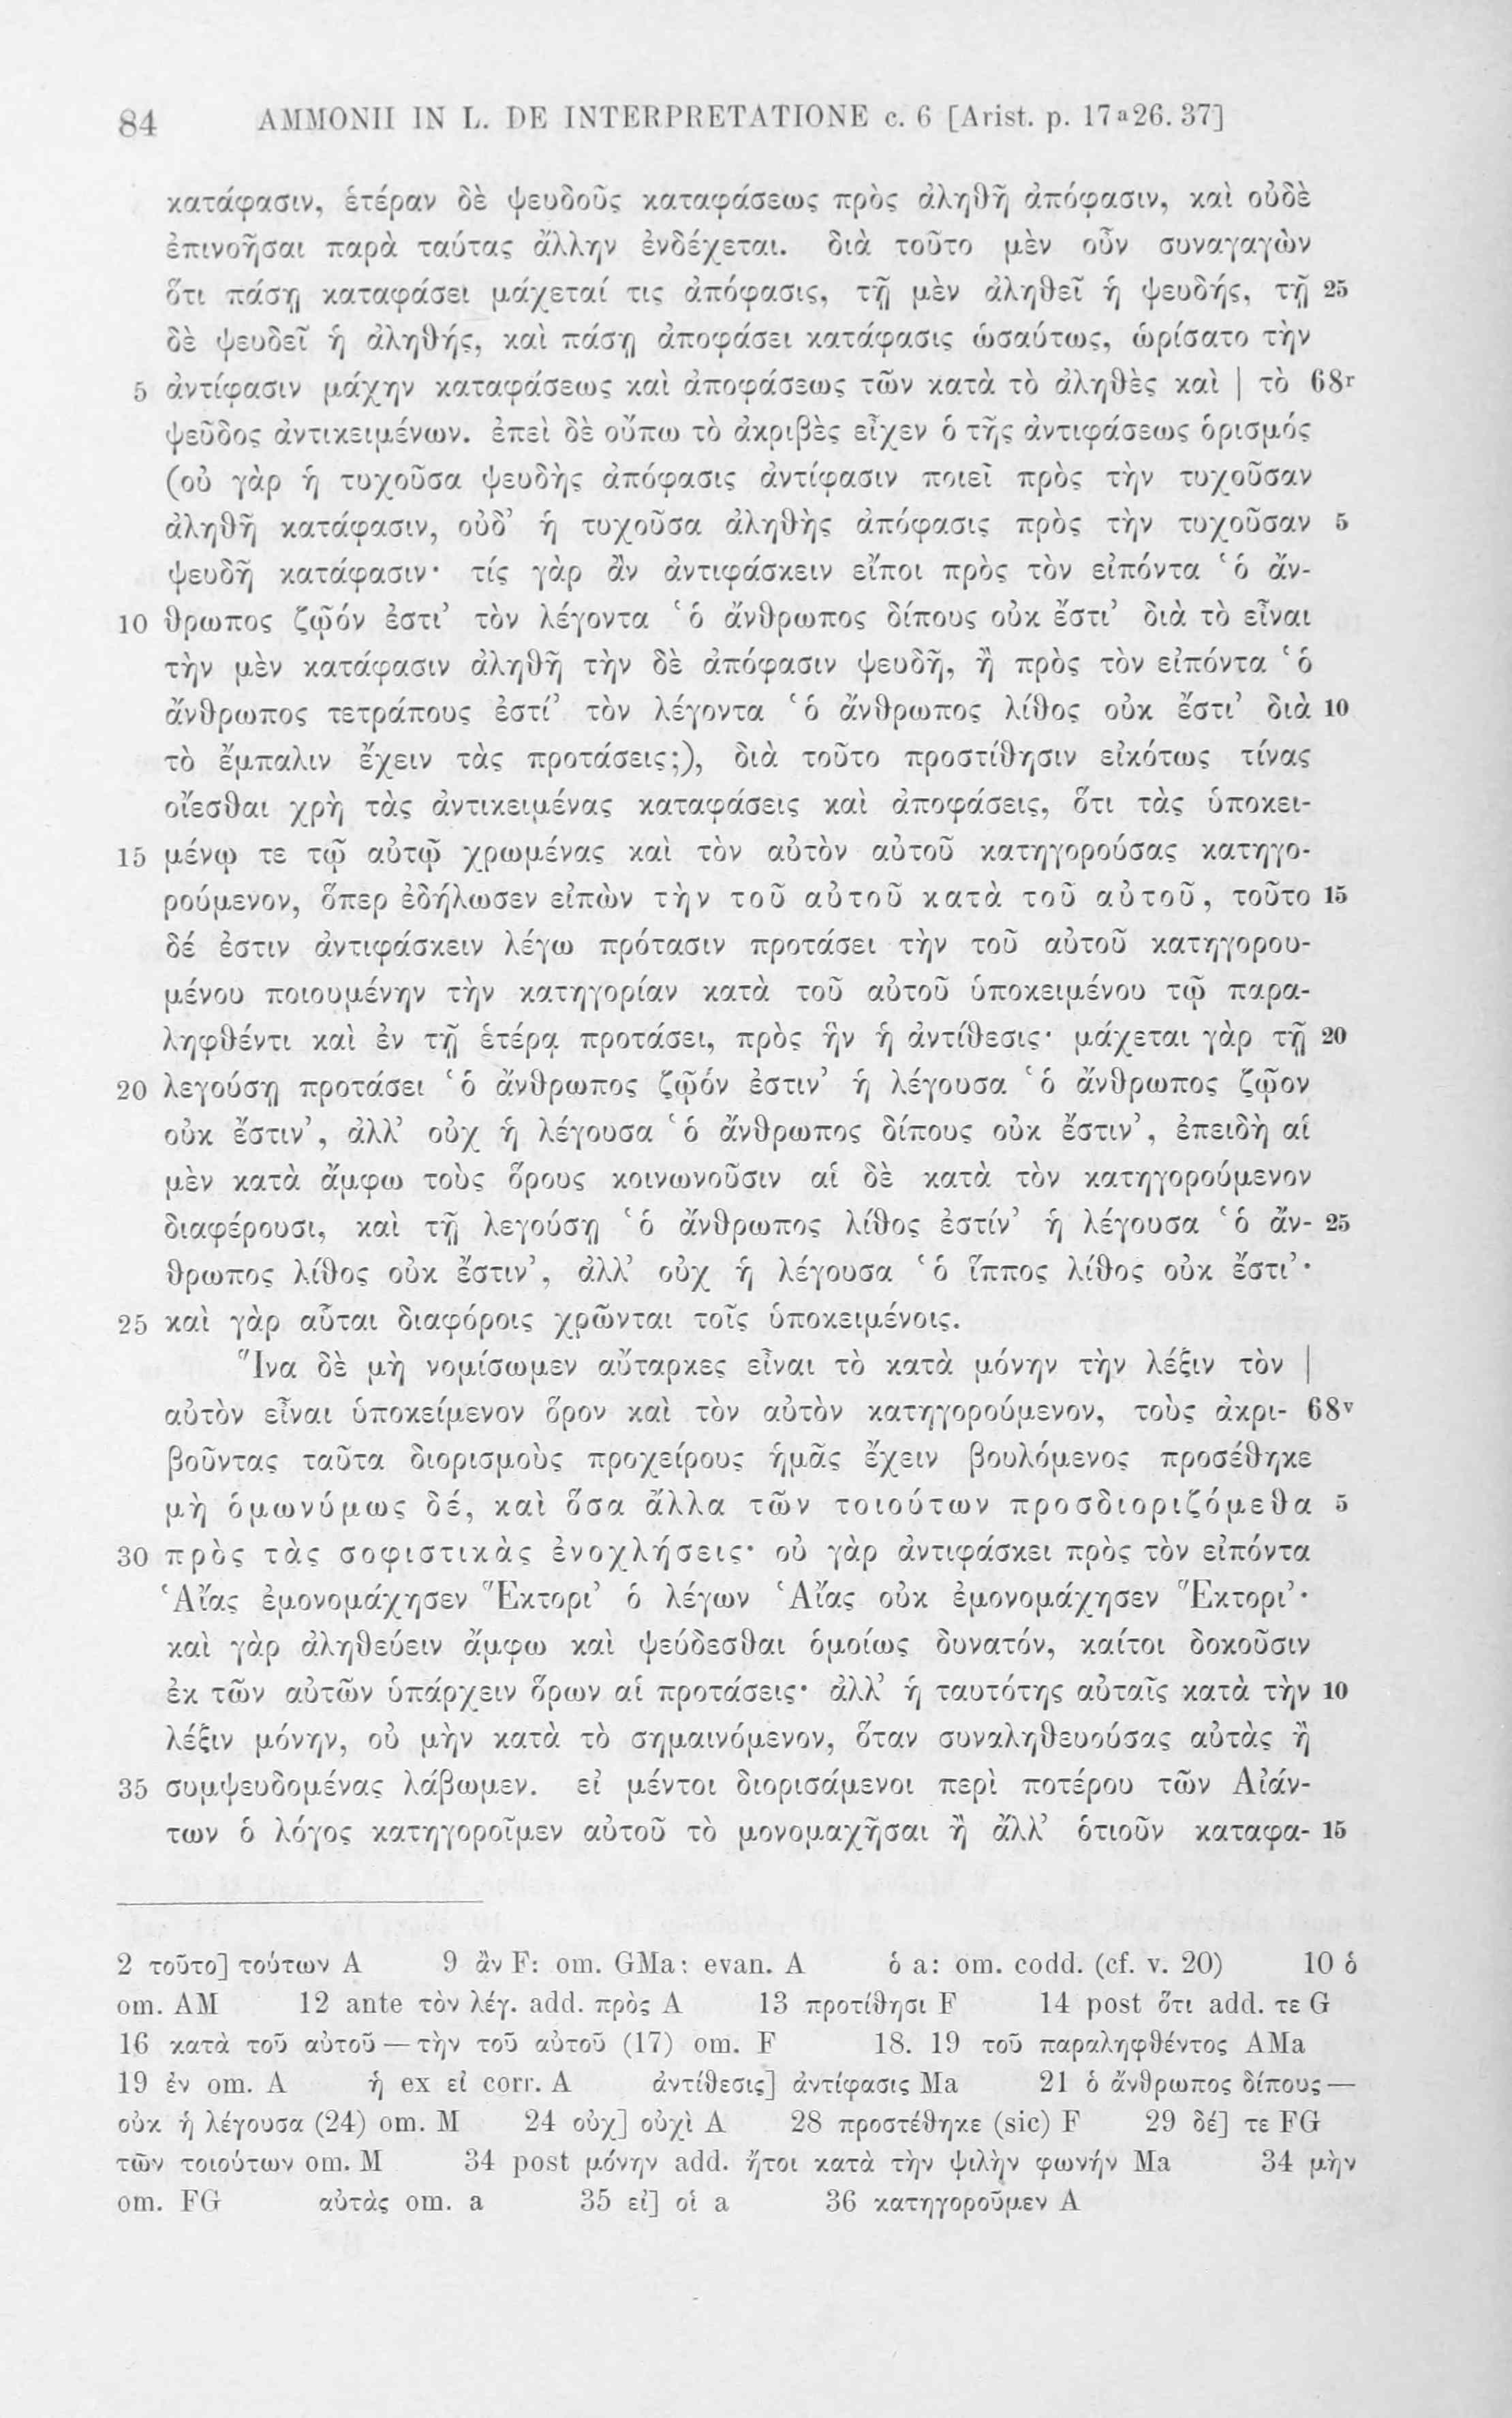 84 AMMONII IN L. DE INTERPRETATIONE c. 6 [Arist. p. 17ᵃ26. 37]
κατάφασιν, ἑτέραν δὲ ψευδοῦς καταφάσεως πρὸς ἀληθῆ ἀπόφασιν, καὶ οὐδὲ
ἐπινοῆσαι παρὰ ταύτας ἄλλην ἐνδέχεται. διὰ τοῦτο μὲν οὖν συναγαγὼν
ὅτι πάσῃ καταφάσει μάχεταί τις ἀπόφασις, τῇ μὲν ἀληθεῖ ἡ ψευδής, τῇ 25
δὲ ψευδεῖ ἡ ἀληθής, καὶ πάσῃ ἀποφάσει κατάφασις ὡσαύτως, ὡρίσατο τὴν
5 ἀντίφασιν μάχην καταφάσεως καὶ ἀποφάσεως τῶν κατὰ τὸ ἀληθὲς καὶ | τὸ 68ʳ
ψεῦδος ἀντικειμένων. ἐπεὶ δὲ οὔπω τὸ ἀκριβὲς εἶχεν ὁ τῆς ἀντιφάσεως ὁρισμός
(οὐ γὰρ ἡ τυχοῦσα ψευδὴς ἀπόφασις ἀντίφασιν ποιεῖ πρὸς τὴν τυχοῦσαν
ἀληθῆ κατάφασιν, οὐδ’ ἡ τυχοῦσα ἀληθὴς ἀπόφασις πρὸς τὴν τυχοῦσαν 5
ψευδῆ κατάφασιν· τίς γὰρ ἂν ἀντιφάσκειν εἴποι πρὸς τὸν εἰπόντα ‘ὁ ἄν-
10 θρωπος ζῷόν ἐστι’ τὸν λέγοντα ‘ὁ ἄνθρωπος δίπους οὐκ ἔστι’ διὰ τὸ εἶναι
τὴν μὲν κατάφασιν ἀληθῆ τὴν δὲ ἀπόφασιν ψευδῆ, ἢ πρὸς τὸν εἰπόντα ‘ὁ
ἄνθρωπος τετράπους ἐστί’ τὸν λέγοντα ‘ὁ ἄνθρωπος λίθος οὐκ ἔστι’ διὰ 10
τὸ ἔμπαλιν ἔχειν τὰς προτάσεις;), διὰ τοῦτο προστίθησιν εἰκότως τίνας
οἴεσθαι χρὴ τὰς ἀντικειμένας καταφάσεις καὶ ἀποφάσεις, ὅτι τὰς ὑποκει-
15 μένῳ τε τῷ αὐτῷ χρωμένας καὶ τὸν αὐτὸν αὐτοῦ κατηγορούσας κατηγο-
ρούμενον, ὅπερ ἐδήλωσεν εἰπὼν τὴν τοῦ αὐτοῦ κατὰ τοῦ αὐτοῦ, τοῦτο 15
δέ ἐστιν ἀντιφάσκειν λέγω πρότασιν προτάσει τὴν τοῦ αὐτοῦ κατηγορου-
μένου ποιουμένην τὴν κατηγορίαν κατὰ τοῦ αὐτοῦ ὑποκειμένου τῷ παρα-
ληφθέντι καὶ ἐν τῇ ἑτέρᾳ προτάσει, πρὸς ἣν ἡ ἀντίθεσις· μάχεται γὰρ τῇ 20
20 λεγούσῃ προτάσει ‘ὁ ἄνθρωπος ζῷόν ἐστιν’ ἡ λέγουσα ‘ὁ ἄνθρωπος ζῷον
οὐκ ἔστιν’, ἀλλ’ οὐχ ἡ λέγουσα ‘ὁ ἄνθρωπος δίπους οὐκ ἔστιν’, ἐπειδὴ αἱ
μὲν κατὰ ἄμφω τοὺς ὅρους κοινωνοῦσιν αἱ δὲ κατὰ τὸν κατηγορούμενον
διαφέρουσι, καὶ τῇ λεγούσῃ ‘ὁ ἄνθρωπος λίθος ἐστίν’ ἡ λέγουσα ‘ὁ ἄν- 25
θρωπος λίθος οὐκ ἔστιν’, ἀλλ’ οὐχ ἡ λέγουσα ‘ὁ ἵππος λίθος οὐκ ἔστι’·
25 καὶ γὰρ αὗται διαφόροις χρῶνται τοῖς ὑποκειμένοις.
Ἵνα δὲ μὴ νομίσωμεν αὔταρκες εἶναι τὸ κατὰ μόνην τὴν λέξιν τὸν |
αὐτὸν εἶναι ὑποκείμενον ὅρον καὶ τὸν αὐτὸν κατηγορούμενον, τοὺς ἀκρι- 68ᵛ
βοῦντας ταῦτα διορισμοὺς προχείρους ἡμᾶς ἔχειν βουλόμενος προσέθηκε
μὴ ὁμωνύμως δέ, καὶ ὅσα ἄλλα τῶν τοιούτων προσδιοριζόμεθα 5
30 πρὸς τὰς σοφιστικὰς ἐνοχλήσεις· οὐ γὰρ ἀντιφάσκει πρὸς τὸν εἰπόντα
‘Αἴας ἐμονομάχησεν Ἕκτορι’ ὁ λέγων ‘Αἴας οὐκ ἐμονομάχησεν Ἕκτορι’·
καὶ γὰρ ἀληθεύειν ἄμφω καὶ ψεύδεσθαι ὁμοίως δυνατόν, καίτοι δοκοῦσιν
ἐκ τῶν αὐτῶν ὑπάρχειν ὅρων αἱ προτάσεις· ἀλλ’ ἡ ταυτότης αὐταῖς κατὰ τὴν 10
λέξιν μόνην, οὐ μὴν κατὰ τὸ σημαινόμενον, ὅταν συναληθευούσας αὐτὰς ἢ
35 συμψευδομένας λάβωμεν. εἰ μέντοι διορισάμενοι περὶ ποτέρου τῶν Αἰάν-
των ὁ λόγος κατηγοροῖμεν αὐτοῦ τὸ μονομαχῆσαι ἢ ἄλλ’ ὁτιοῦν καταφα- 15
2 τοῦτο] τούτων A 9 ἂν F: om. GMa: evan. A ὁ a: om. codd. (cf. v. 20) 10 ὁ
om. AM 12 ante τὸν λέγ. add. πρὸς A 13 προτίθησι F 14 post ὅτι add. τε G
16 κατὰ τοῦ αὐτοῦ — τὴν τοῦ αὐτοῦ (17) om. F 18. 19 τοῦ παραληφθέντος AMa
19 ἐν om. A ἡ ex εἰ corr. A ἀντίθεσις] ἀντίφασις Ma 21 ὁ ἄνθρωπος δίπους —
οὐκ ἡ λέγουσα (24) om. M 24 οὐχ] οὐχὶ A 28 προστέθηκε (sic) F 29 δέ] τε FG
τῶν τοιούτων om. M 34 post μόνην add. ἤτοι κατὰ τὴν ψιλὴν φωνήν Ma 34 μὴν
om. FG αὐτὰς om. a 35 εἰ] οἱ a 36 κατηγοροῦμεν A